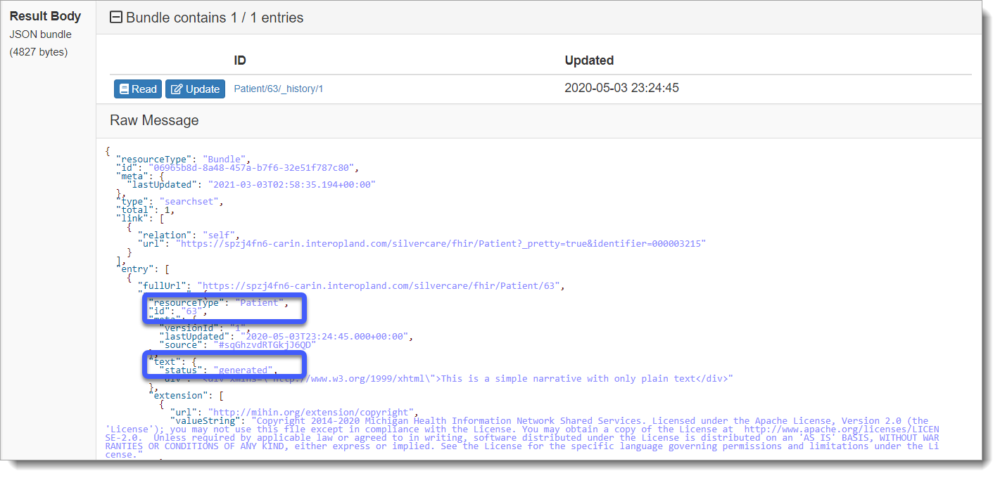 Result Body
JSON bundle
(4827 bytes)
Bundle contains 1 / 1 entries
ID Updated
Read Update Patient/63/_history/1 2020-05-03 23:24:45
Raw Message
{
"resourceType": "Bundle",
"id": "06965b8d-8a48-457a-b7f6-32e51f787c80",
"meta": {
"lastUpdated": "2021-03-03T02:58:35.194+00:00"
},
"type": "searchset",
"total": 1,
"link": [
{
"relation": "self",
"url": "https://spzj4fn6-carin.interopland.com/silvercare/fhir/Patient?_pretty=true&identifier=000003215"
}
],
"entry": [
{
"fullUrl": "https://spzj4fn6-carin.interopland.com/silvercare/fhir/Patient/63",
"resourceType": "Patient",
"id": "63",
"meta": {
"versionId": "1",
"lastUpdated": "2020-05-03T23:24:45.000+00:00",
"source": "#sqGhzvdRTGkjJ6QD"
"text": {
"status": "generated",
"div": "<div xmlns=\"http://www.w3.org/1999/xhtml\">This is a simple narrative with only plain text</div>"
},
"extension": [
{
"url": "http://mihin.org/extension/copyright",
"valueString": "Copyright 2014-2020 Michigan Health Information Network Shared Services. Licensed under the Apache License, Version 2.0 (the
'License'); you may not use this file except in compliance with the License. You may obtain a copy of the License at  http://www.apache.org/licenses/LICEN
SE-2.0.  Unless required by applicable law or agreed to in writing, software distributed under the License is distributed on an 'AS IS' BASIS, WITHOUT WAR
RANTIES OR CONDITIONS OF ANY KIND, either express or implied. See the License for the specific language governing permissions and limitations under the Li
cense."